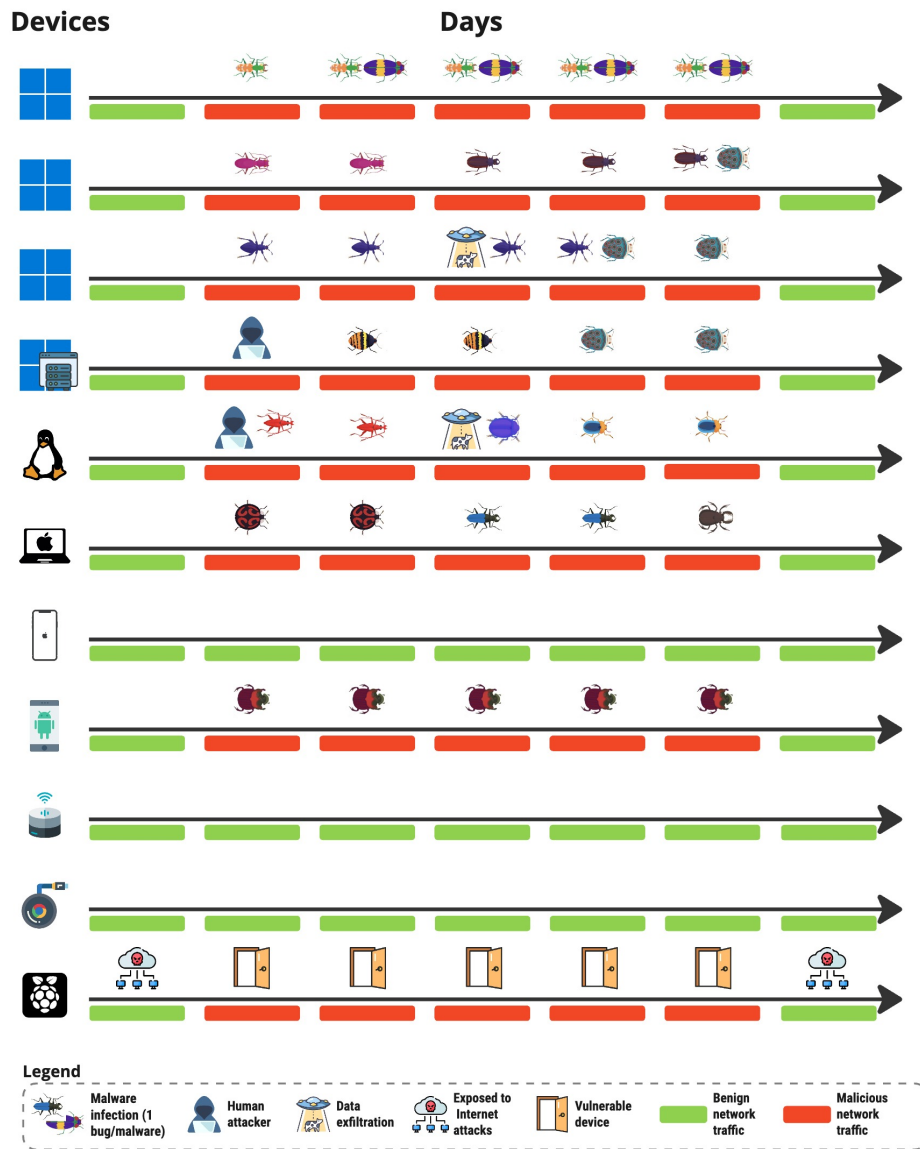 Devices
Days
Legend
Malware
infection (1
bug/malware)
Human
attacker
Data
exfiltration
Exposed to
Internet
attacks
Vulnerable
device
Benign
network
traffic
Malicious
network
traffic